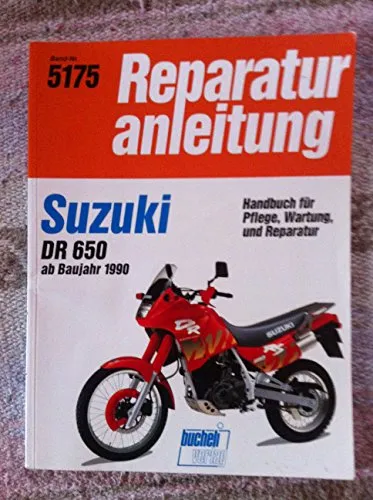 Band-Nr.
5175
Reparatur
anleitung
Suzuki
DR 650
ab Baujahr 1990
Handbuch für
Pflege, Wartung,
und Reparatur
DR
SUZUKI
RS
bucheli
verlag